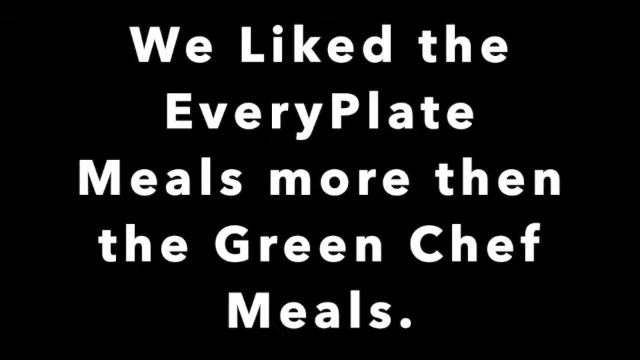 We Liked the
EveryPlate
Meals more then
the Green Chef
Meals.